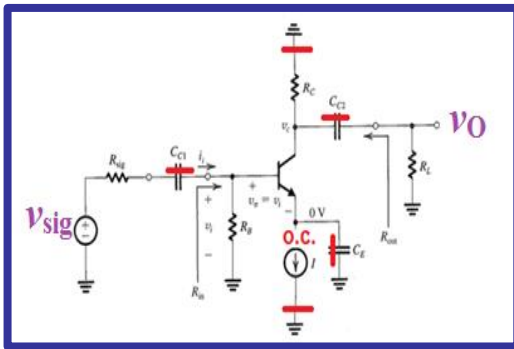 R_C
C_C2
v_O
v_c
C_C1
i_i
R_sig
+
v_π = v_i
−
0 V
R_L
v_sig
+
−
+
v_i
−
R_B
O.C.
I
C_E
R_out
R_in